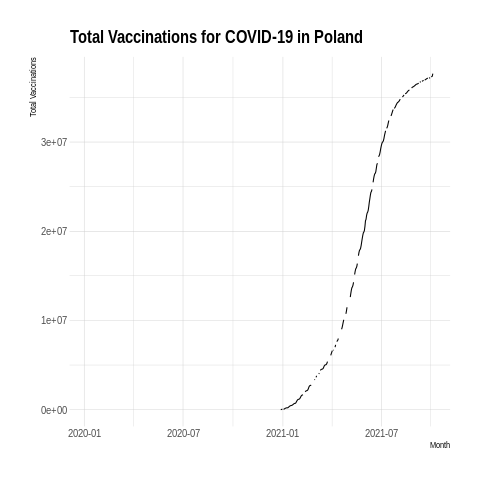 Total Vaccinations for COVID-19 in Poland
Total Vaccinations
3e+07
2e+07
1e+07
0e+00
2020-01 2020-07 2021-01 2021-07
Month